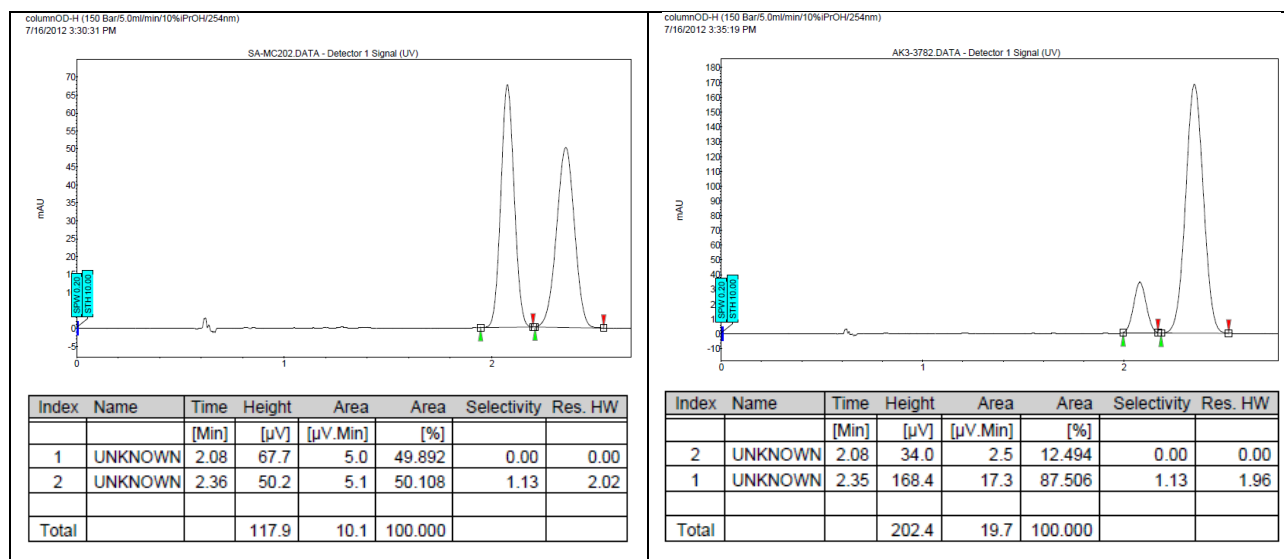 columnOD-H (150 Bar/5.0ml/min/10%iPrOH/254nm)
7/16/2012 3:30:31 PM
SA-MC202.DATA - Detector 1 Signal (UV)
mAU
70
65
60
55
50
45
40
35
30
25
20
15
10
5
0
-5
SPW 0.20
STH 10.00
0 1 2
Index Name Time Height Area Area Selectivity Res. HW
[Min] [µV] [µV.Min] [%]
1 UNKNOWN 2.08 67.7 5.0 49.892 0.00 0.00
2 UNKNOWN 2.36 50.2 5.1 50.108 1.13 2.02
Total 117.9 10.1 100.000
columnOD-H (150 Bar/5.0ml/min/10%iPrOH/254nm)
7/16/2012 3:35:19 PM
AK3-3782.DATA - Detector 1 Signal (UV)
mAU
180
170
160
150
140
130
120
110
100
90
80
70
60
50
40
30
20
10
0
-10
SPW 0.20
STH 10.00
0 1 2
Index Name Time Height Area Area Selectivity Res. HW
[Min] [µV] [µV.Min] [%]
2 UNKNOWN 2.08 34.0 2.5 12.494 0.00 0.00
1 UNKNOWN 2.35 168.4 17.3 87.506 1.13 1.96
Total 202.4 19.7 100.000